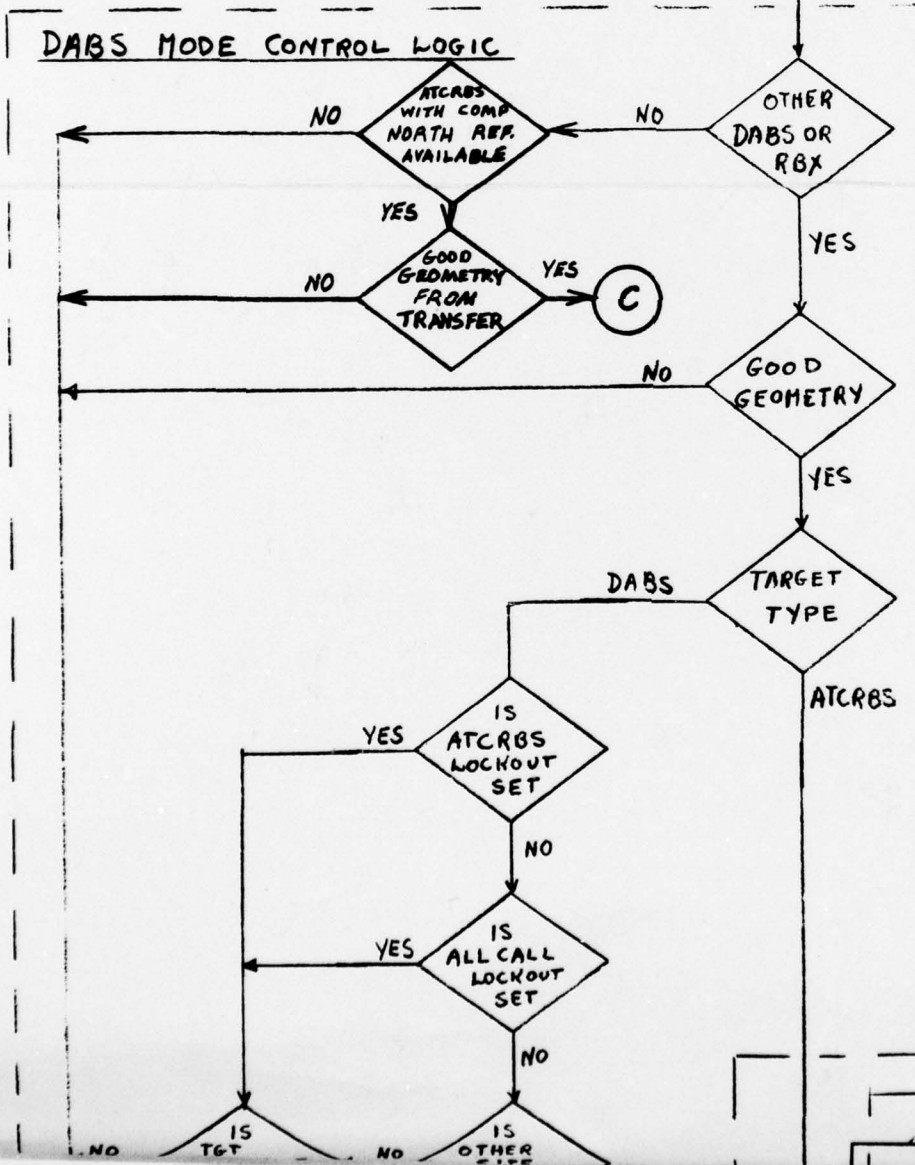 DABS MODE CONTROL LOGIC
ATCRBS
WITH COMP
NORTH REF.
AVAILABLE
NO
NO
OTHER
DABS OR
RBX
YES
YES
GOOD
GEOMETRY
FROM
TRANSFER
NO
YES
C
NO
GOOD
GEOMETRY
YES
DABS
TARGET
TYPE
ATCRBS
YES
IS
ATCRBS
LOCKOUT
SET
NO
YES
IS
ALL CALL
LOCKOUT
SET
NO
NO
IS
TGT
NO
IS
OTHER